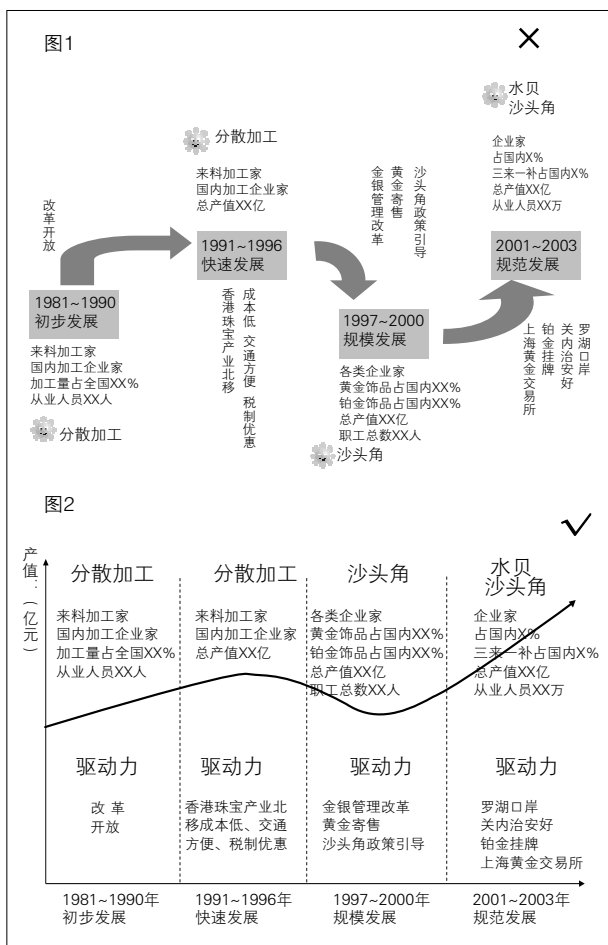 图1
水贝
沙头角
分散加工
企业家
占国内X%
三来一补占国内X%
总产值XX亿
从业人员XX万
来料加工家
国内加工企业家
总产值XX亿
改革开放
金银管理改革
黄金寄售
沙头角政策引导
1991~1996
快速发展
2001~2003
规范发展
1981~1990
初步发展
1997~2000
规模发展
香港珠宝产业北移
成本低 交通方便 税制优惠
上海黄金交易所
铂金挂牌
关内治安好
罗湖口岸
来料加工家
国内加工企业家
加工量占全国XX%
从业人员XX人
分散加工
各类企业家
黄金饰品占国内XX%
铂金饰品占国内XX%
总产值XX亿
职工总数XX人
沙头角
图2
产值：（亿元）
分散加工
来料加工家
国内加工企业家
加工量占全国XX%
从业人员XX人
分散加工
来料加工家
国内加工企业家
总产值XX亿
沙头角
各类企业家
黄金饰品占国内XX%
铂金饰品占国内XX%
总产值XX亿
职工总数XX人
水贝
沙头角
企业家
占国内X%
三来一补占国内X%
总产值XX亿
从业人员XX万
驱动力
改 革
开放
驱动力
香港珠宝产业北
移成本低、交通
方便、税制优惠
驱动力
金银管理改革
黄金寄售
沙头角政策引导
驱动力
罗湖口岸
关内治安好
铂金挂牌
上海黄金交易所
1981~1990年
初步发展
1991~1996年
快速发展
1997~2000年
规模发展
2001~2003年
规范发展